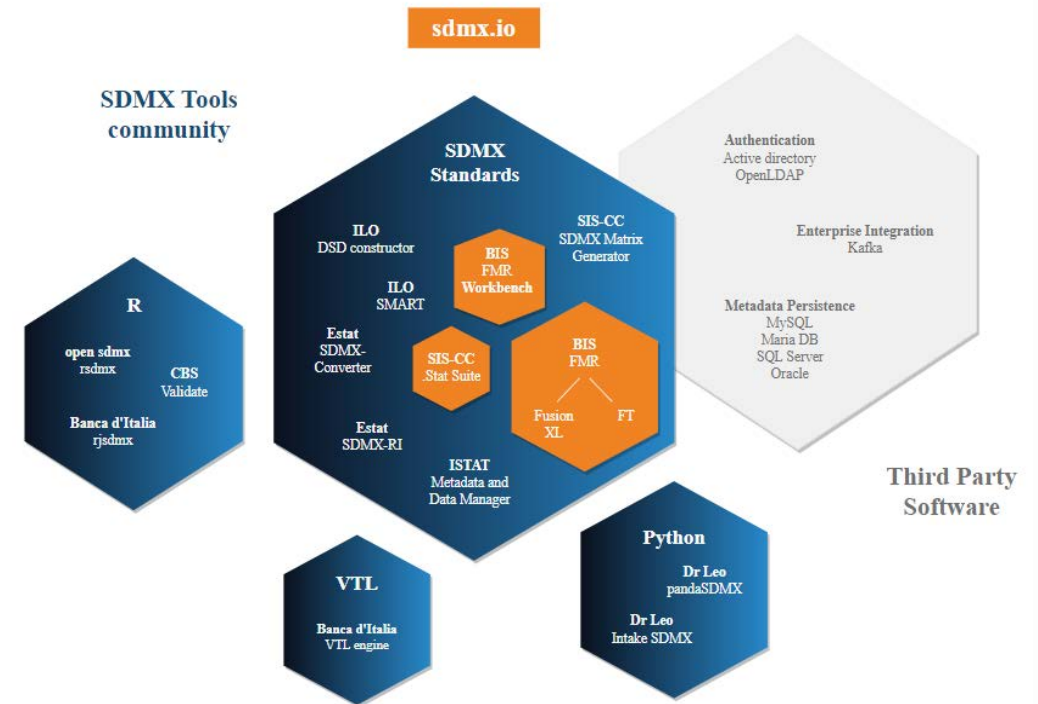 sdmx.io
SDMX Tools
community
SDMX
Standards
ILO
DSD constructor
ILO
SMART
Estat
SDMX-
Converter
Estat
SDMX-RI
ISTAT
Metadata and
Data Manager
SIS-CC
SDMX Matrix
Generator
BIS
FMR
Workbench
SIS-CC
.Stat Suite
BIS
FMR
Fusion
XL
FT
Authentication
Active directory
OpenLDAP
Enterprise Integration
Kafka
Metadata Persistence
MySQL
Maria DB
SQL Server
Oracle
Third Party
Software
R
open sdmx
rsdmx
CBS
Validate
Banca d'Italia
rjsdmx
VTL
Banca d'Italia
VTL engine
Python
Dr Leo
pandaSDMX
Dr Leo
Intake SDMX